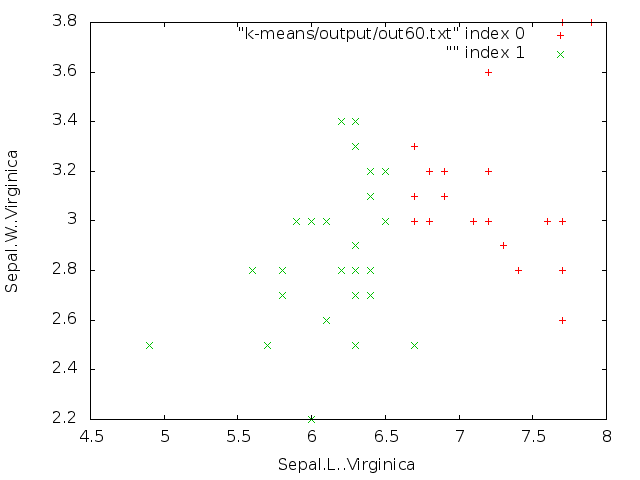 "k-means/output/out60.txt" index 0
"" index 1
3.8
3.6
3.4
3.2
3
2.8
2.6
2.4
2.2
Sepal.W..Virginica
4.5 5 5.5 6 6.5 7 7.5 8
Sepal.L..Virginica